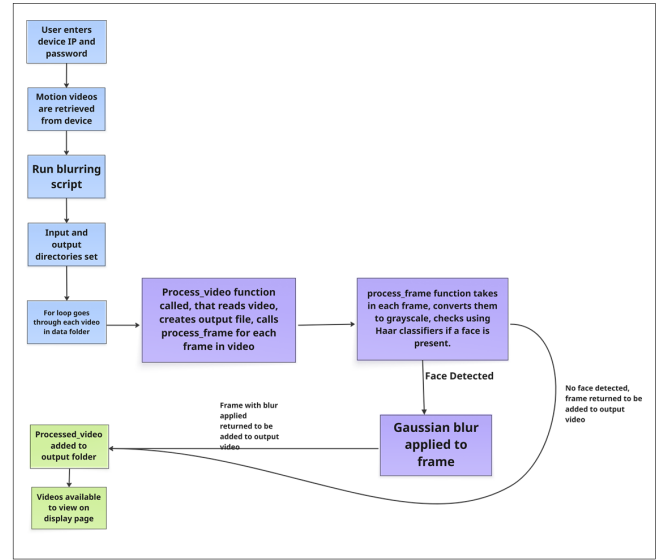 User enters
device IP and
password
Motion videos
are retrieved
from device
Run blurring
script
Input and
output
directories set
For loop goes
through each video
in data folder
Process_video function
called, that reads video,
creates output file, calls
process_frame for each
frame in video
process_frame function takes
in each frame, converts them
to grayscale, checks using
Haar classifiers if a face is
present.
Face Detected
No face detected,
frame returned to be
added to output
video
Gaussian blur
applied to
frame
Frame with blur
applied
returned to be
added to output
video
Processed_video
added to
output folder
Videos available
to view on
display page